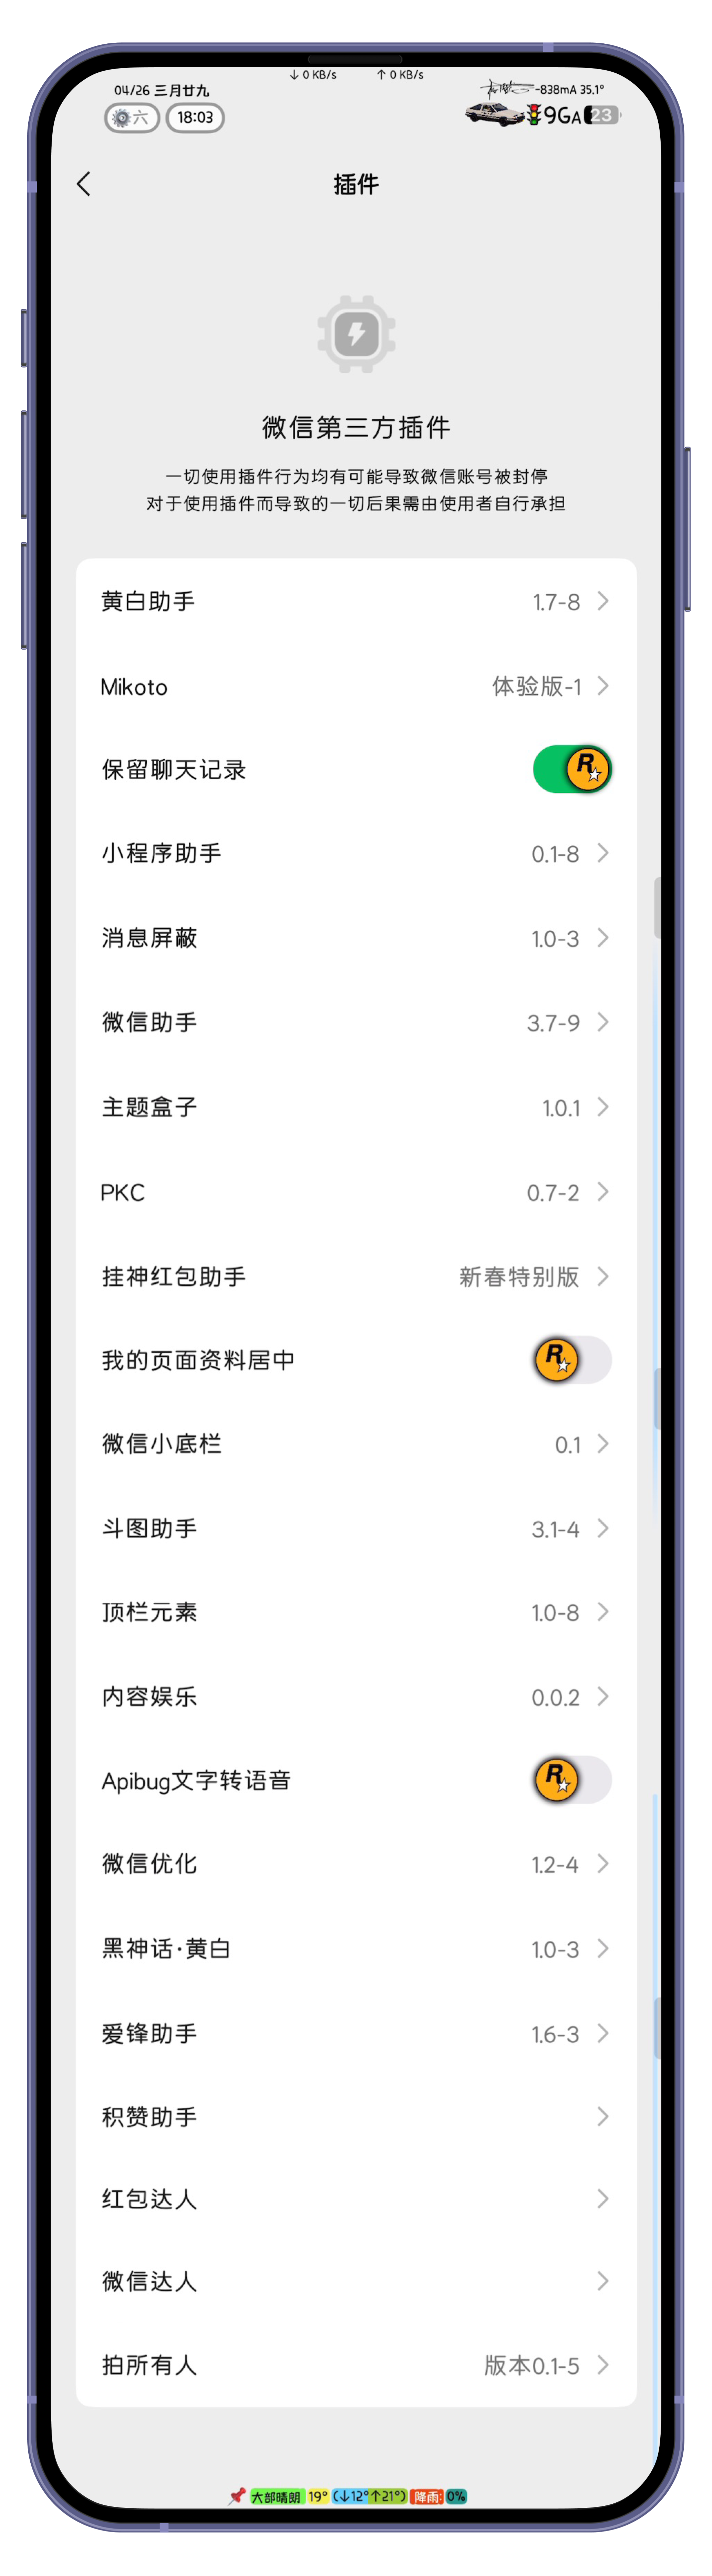 ↓ 0 KB/s ↑ 0 KB/s
04/26 三月廿九
-838mA 35.1°
六 18:03
9GA 23
插件
微信第三方插件
一切使用插件行为均有可能导致微信账号被封停
对于使用插件而导致的一切后果需由使用者自行承担
黄白助手 1.7-8
Mikoto 体验版-1
保留聊天记录
R
小程序助手 0.1-8
消息屏蔽 1.0-3
微信助手 3.7-9
主题盒子 1.0.1
PKC 0.7-2
挂神红包助手 新春特别版
我的页面资料居中
R
微信小底栏 0.1
斗图助手 3.1-4
顶栏元素 1.0-8
内容娱乐 0.0.2
Apibug文字转语音
R
微信优化 1.2-4
黑神话·黄白 1.0-3
爱锋助手 1.6-3
积赞助手
红包达人
微信达人
拍所有人 版本0.1-5
大部晴朗 19° (↓12°↑21°) 降雨: 0%